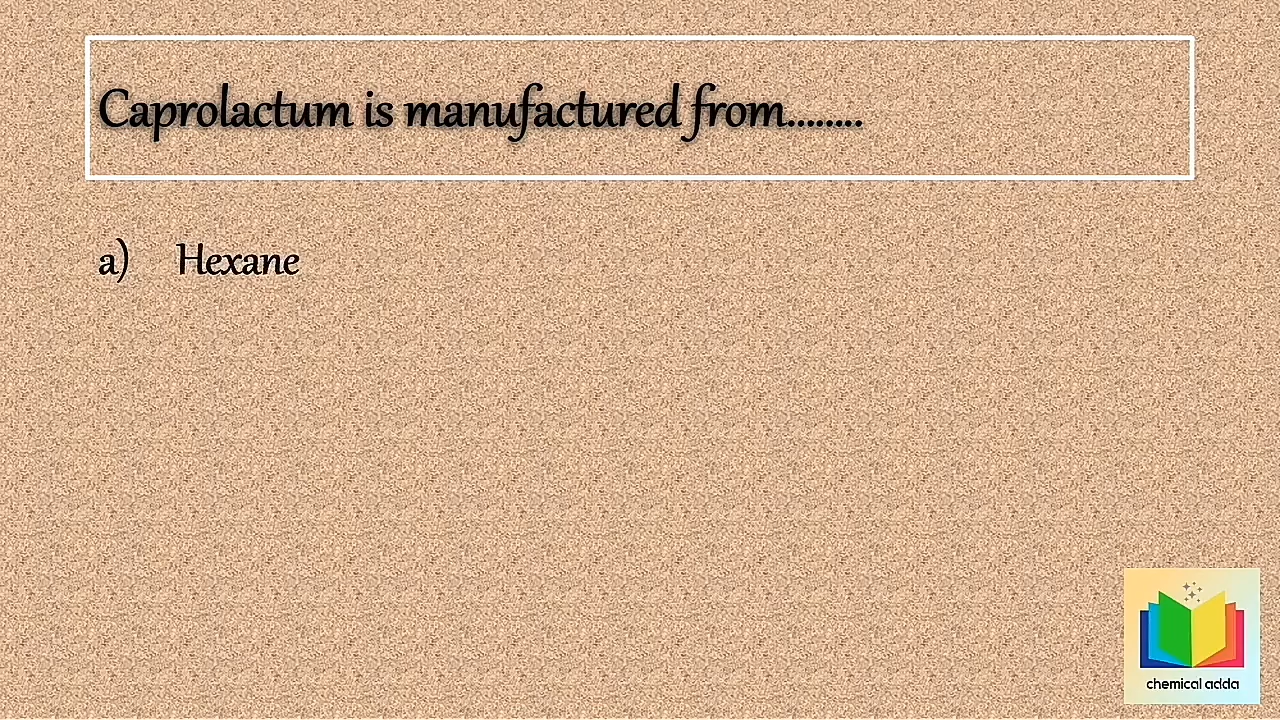 Caprolactum is manufactured from........
a) Hexane
chemical adda